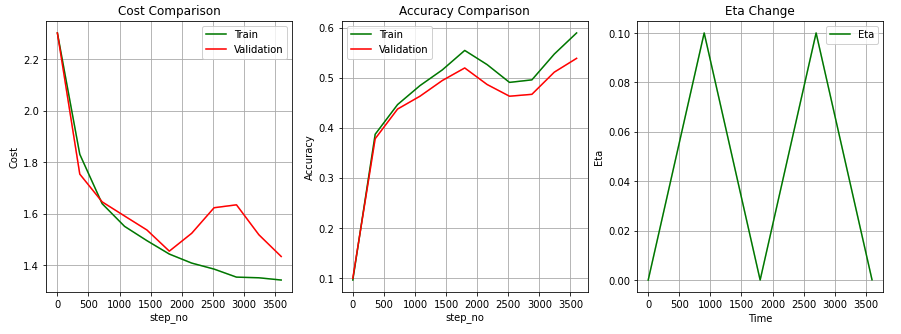 Cost Comparison
Train
Validation
2.2
2.0
1.8
1.6
1.4
Cost
0 500 1000 1500 2000 2500 3000 3500
step_no
Accuracy Comparison
Train
Validation
0.6
0.5
0.4
0.3
0.2
0.1
Accuracy
0 500 1000 1500 2000 2500 3000 3500
step_no
Eta Change
Eta
0.10
0.08
0.06
0.04
0.02
0.00
Eta
0 500 1000 1500 2000 2500 3000 3500
Time